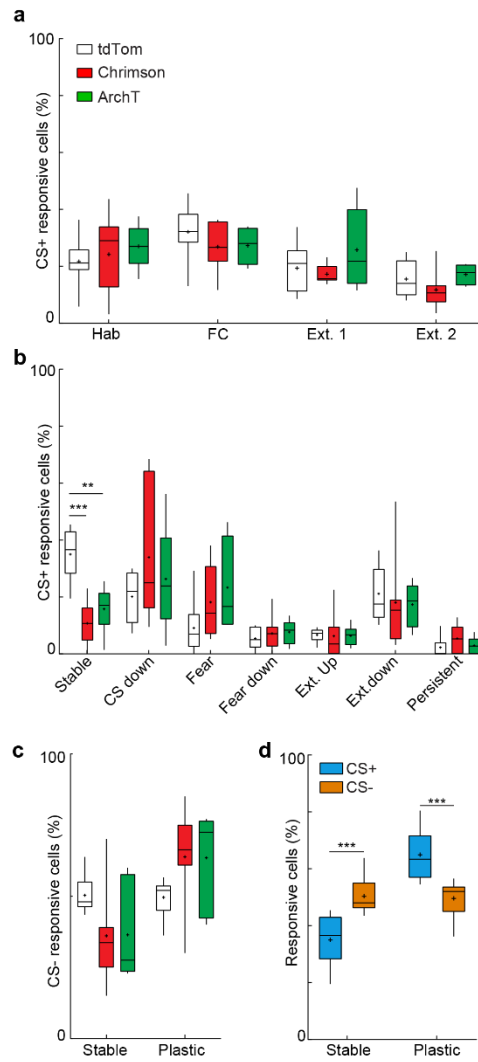 a
100
tdTom
Chrimson
ArchT
CS+ responsive cells (%)
0
Hab FC Ext. 1 Ext. 2
b
100
CS+ responsive cells (%)
**
***
0
Stable CS down Fear Fear down Ext. Up Ext.down Persistent
c
100
CS- responsive cells (%)
0
Stable Plastic
d
100
CS+
CS-
Responsive cells (%)
*** ***
0
Stable Plastic